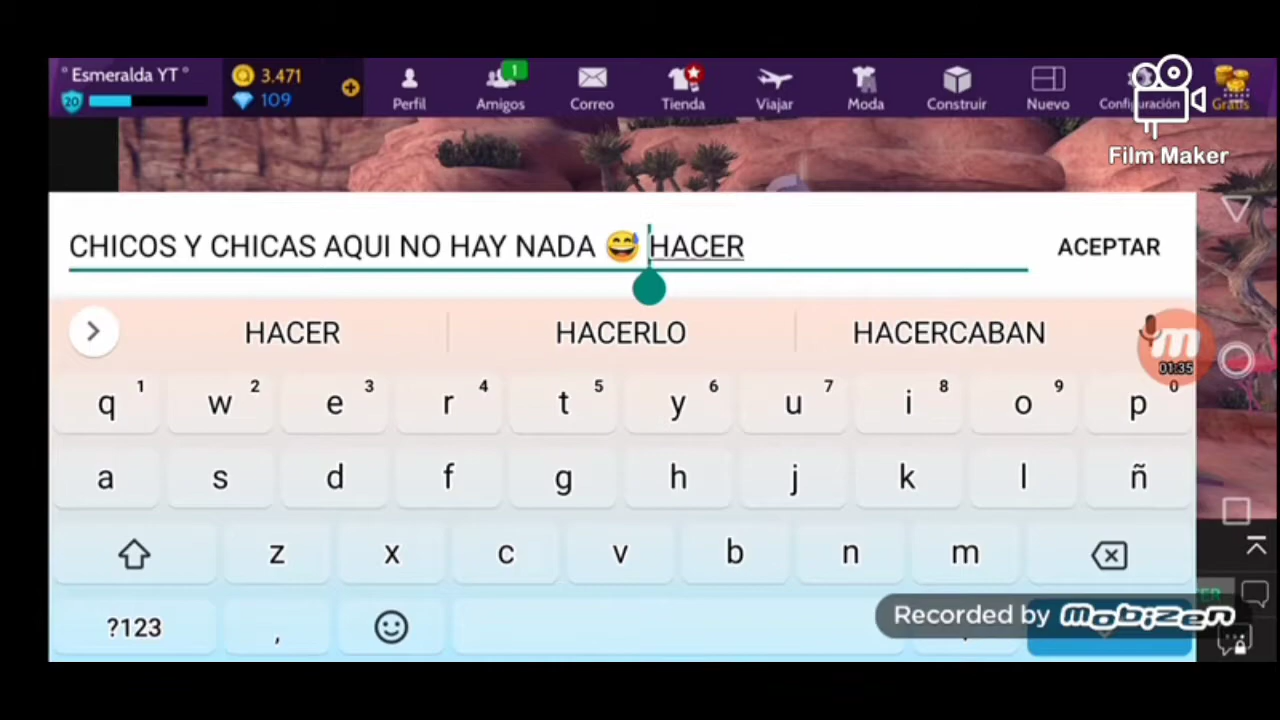 ° Esmeralda YT °
20
3.471
109
1
Perfil
Amigos
Correo
Tienda
Viajar
Moda
Construir
Nuevo
Configuración
Gratis
Film Maker
CHICOS Y CHICAS AQUI NO HAY NADA 😅 HACER
ACEPTAR
HACER
HACERLO
HACERCABAN
01:35
q 1 w 2 e 3 r 4 t 5 y 6 u 7 i 8 o 9 p 0
a s d f g h j k l ñ
z x c v b n m
?123 ,
Recorded by Mobizen